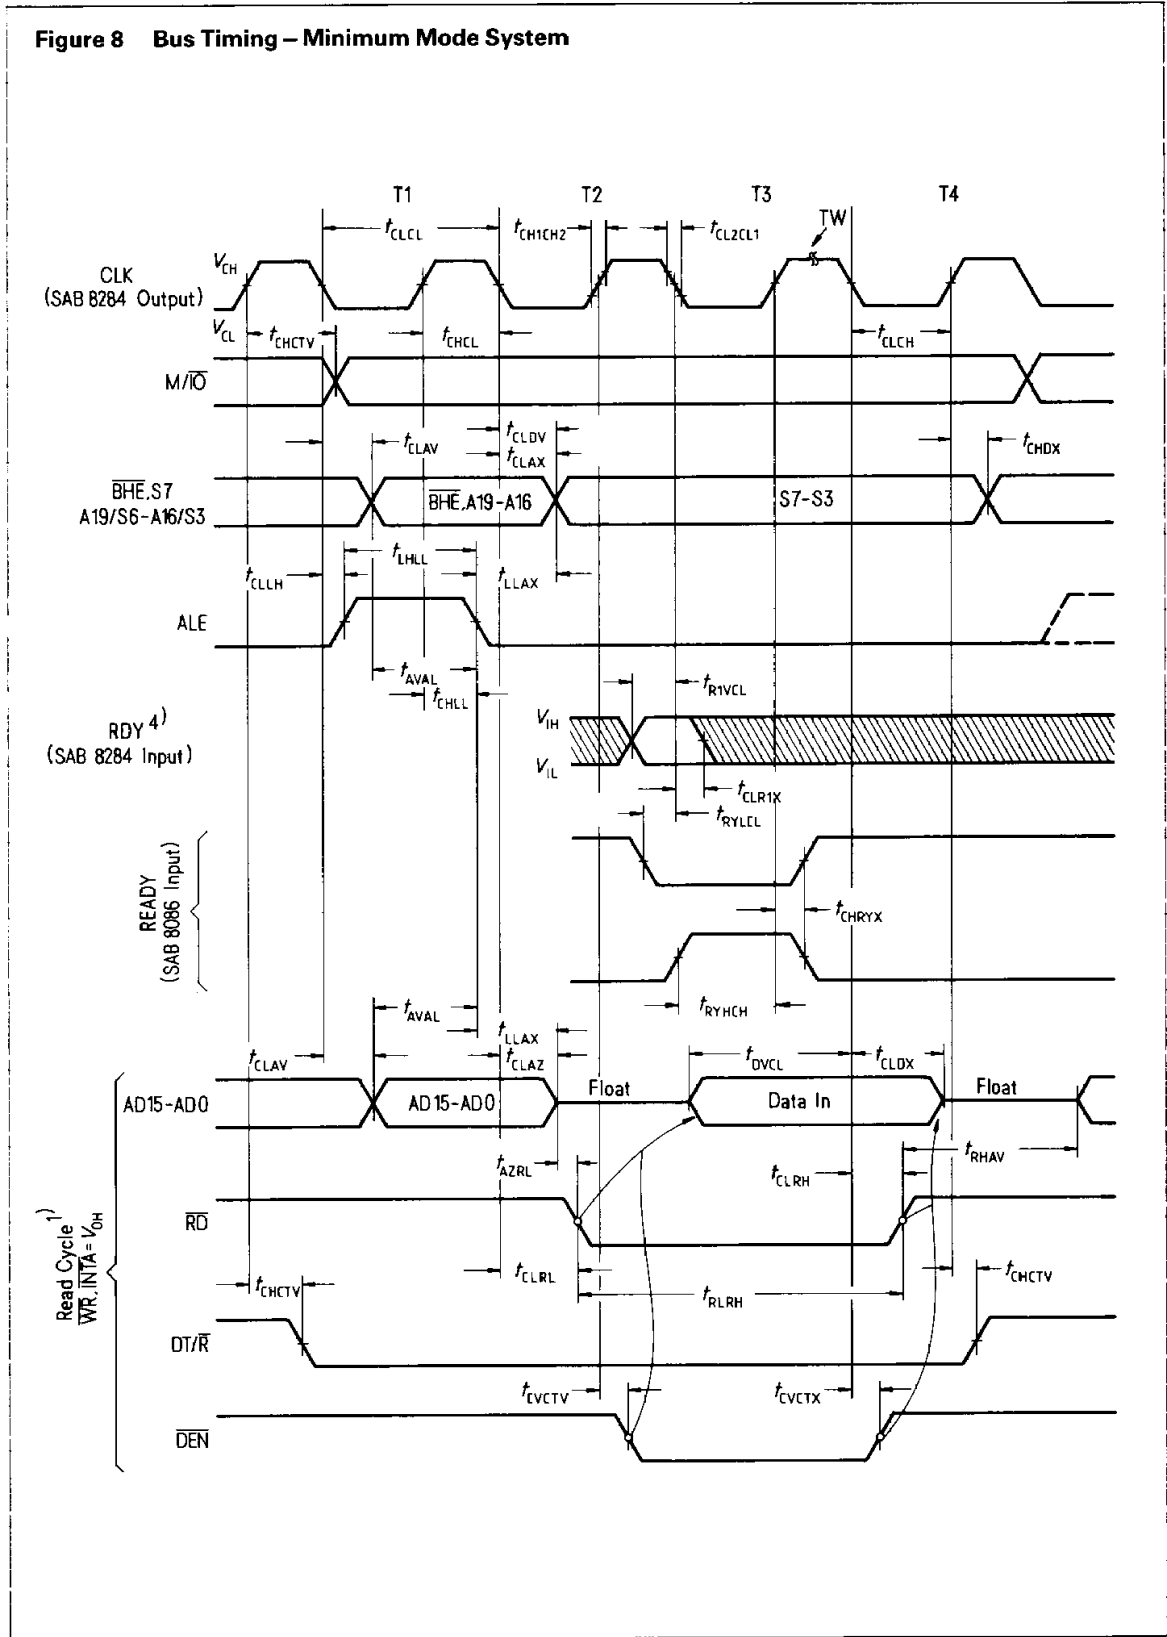 Figure 8 Bus Timing – Minimum Mode System
T1 T2 T3 T4
tCLCL tCH1CH2 tCL2CL1 TW
VCH
CLK
(SAB 8284 Output)
VCL tCHCTV tCHCL tCLCH
M/IO
tCLDV
tCLAV tCLAX tCHDX
BHE,S7
A19/S6-A16/S3
BHE,A19-A16 S7-S3
tLHLL
tCLLH tLLAX
ALE
tAVAL
tCHLL tR1VCL
RDY 4)
(SAB 8284 Input)
VIH
VIL
tCLR1X
tRYLCL
READY
(SAB 8086 Input)
tCHRYX
tAVAL tRYHCH
tLLAX
tCLAV tCLAZ tDVCL tCLDX
AD15-AD0 AD15-AD0 Float Data In Float
tAZRL tCLRH tRHAV
RD
Read Cycle 1)
WR, INTA = VOH
tCHCTV tCLRL tRLRH tCHCTV
DT/R
tCVCTV tCVCTX
DEN